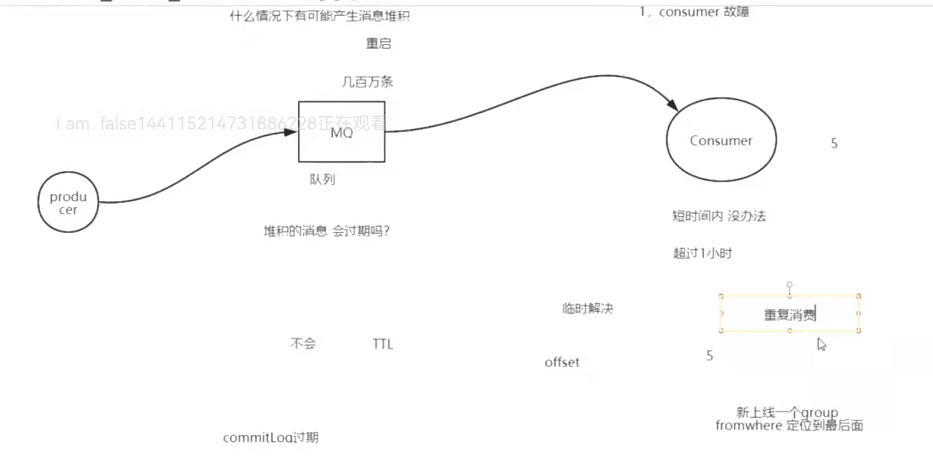 什么情况下有可能产生消息堆积
1、consumer 故障
重启
几百万条
i am false144115214731886228正在观看
MQ
Consumer
5
produ
cer
队列
短时间内 没办法
堆积的消息 会过期吗?
超过1小时
临时解决
重复消费
不会
TTL
5
offset
新上线一个group
fromwhere 定位到最后面
commitLog过期